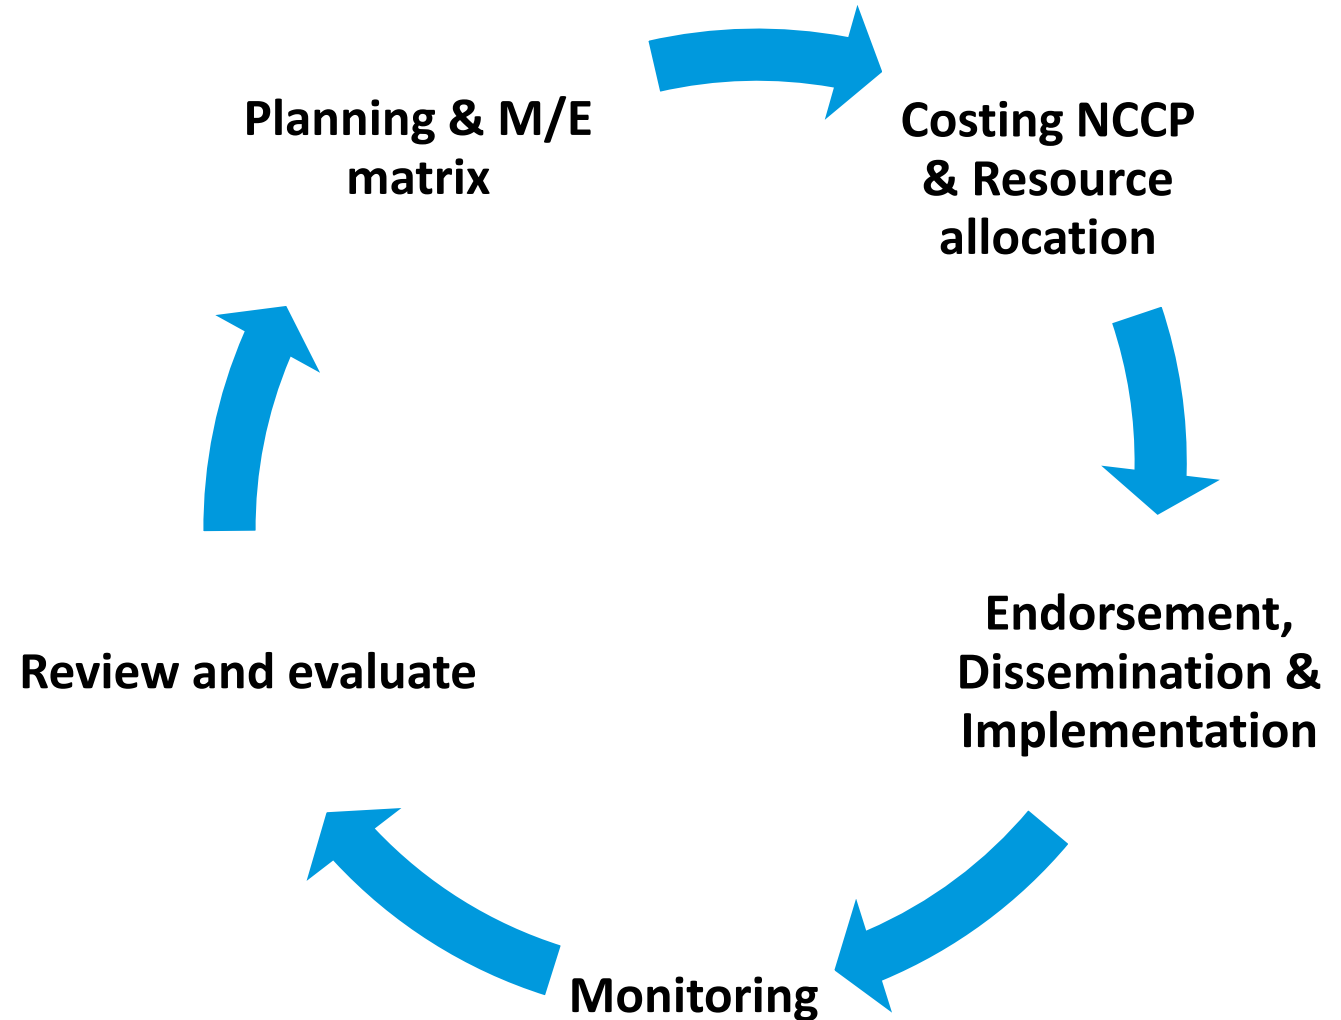 Planning & M/E
matrix
Costing NCCP
& Resource
allocation
Endorsement,
Dissemination &
Implementation
Monitoring
Review and evaluate